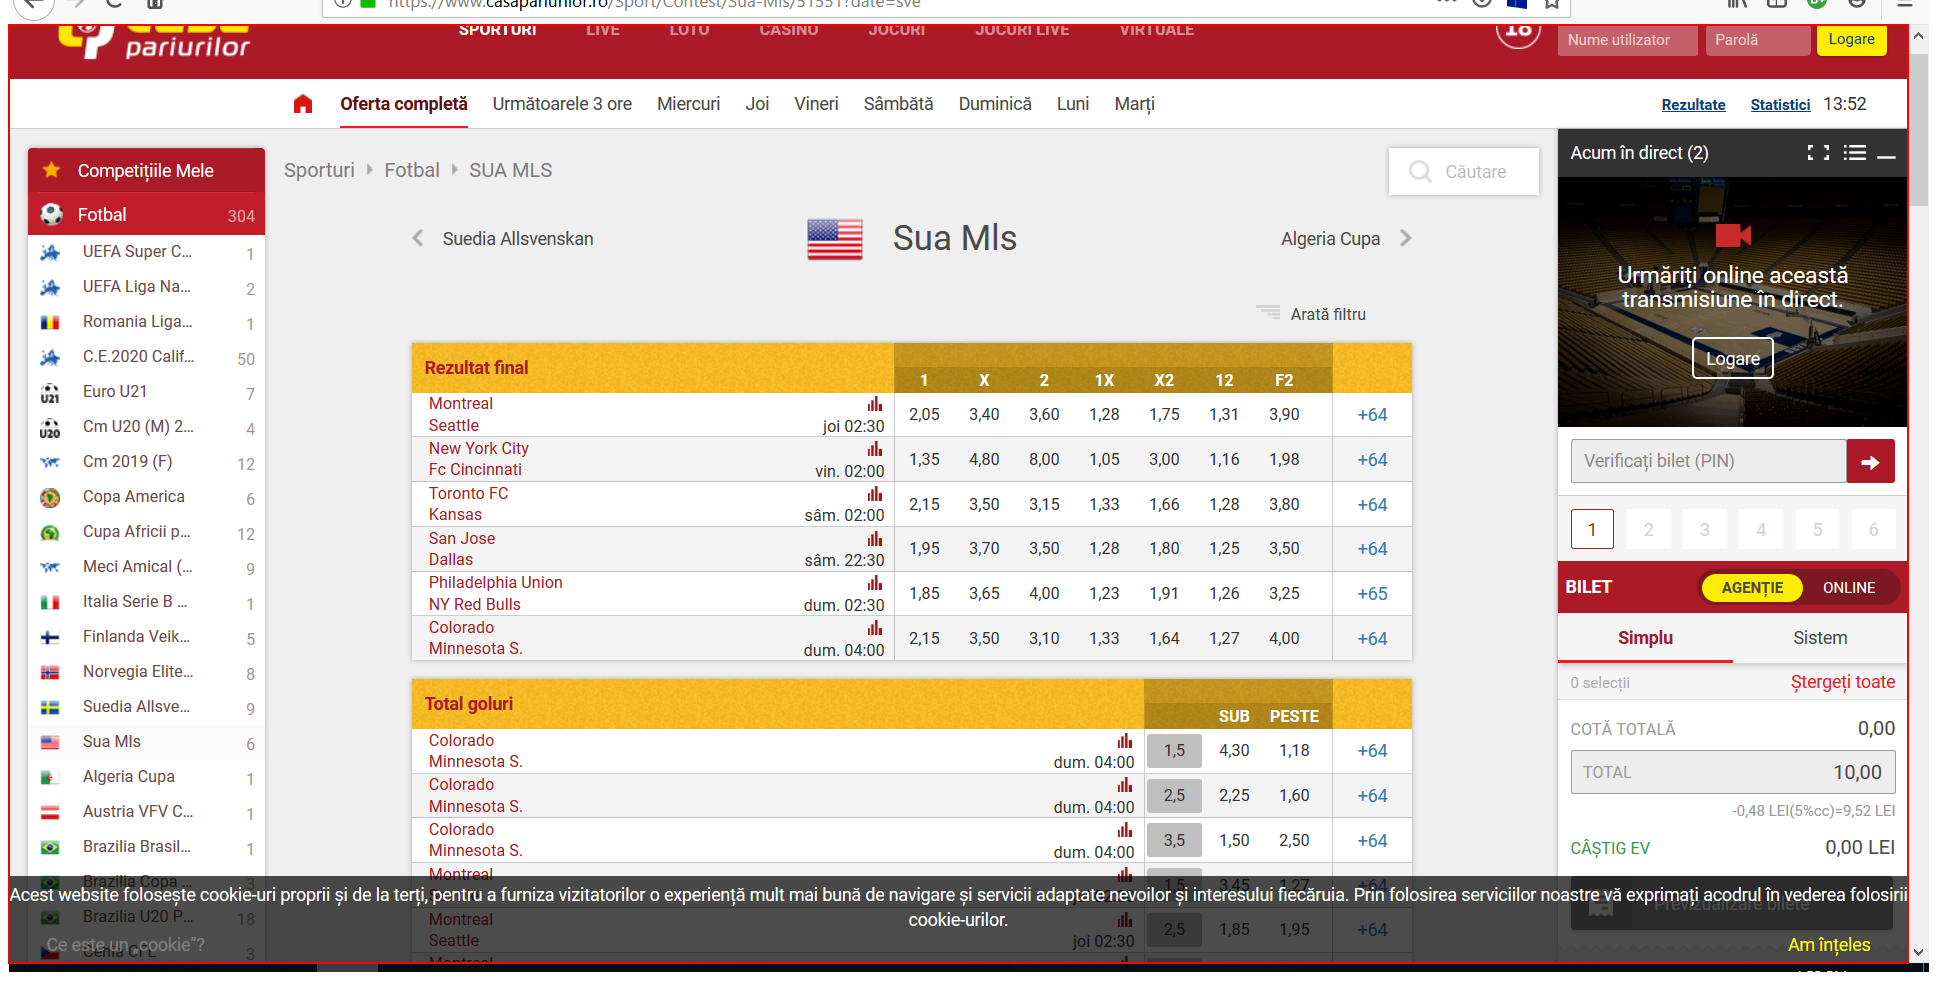 https://www.casapariurilor.ro/Sport/Contest/Sua-Mls/51551?date=sve
pariurilor
SPORTURI LIVE LOTO CASINO JOCURI JOCURI LIVE VIRTUALE
18
Nume utilizator Parolă Logare
Oferta completă Următoarele 3 ore Miercuri Joi Vineri Sâmbătă Duminică Luni Marți
Rezultate Statistici 13:52
Competițiile Mele
Fotbal 304
UEFA Super C... 1
UEFA Liga Na... 2
Romania Liga... 1
C.E.2020 Calif... 50
Euro U21 7
Cm U20 (M) 2... 4
Cm 2019 (F) 12
Copa America 6
Cupa Africii p... 12
Meci Amical (... 9
Italia Serie B ... 1
Finlanda Veik... 5
Norvegia Elite... 8
Suedia Allsve... 9
Sua Mls 6
Algeria Cupa 1
Austria VFV C... 1
Brazilia Brasil... 1
Brazilia Copa ... 3
Brazilia U20 P... 18
Cehia CFL 3
Sporturi Fotbal SUA MLS
Căutare
Suedia Allsvenskan
Sua Mls
Algeria Cupa
Arată filtru
Rezultat final 1 X 2 1X X2 12 F2
Montreal
Seattle joi 02:30 2,05 3,40 3,60 1,28 1,75 1,31 3,90 +64
New York City
Fc Cincinnati vin. 02:00 1,35 4,80 8,00 1,05 3,00 1,16 1,98 +64
Toronto FC
Kansas sâm. 02:00 2,15 3,50 3,15 1,33 1,66 1,28 3,80 +64
San Jose
Dallas sâm. 22:30 1,95 3,70 3,50 1,28 1,80 1,25 3,50 +64
Philadelphia Union
NY Red Bulls dum. 02:30 1,85 3,65 4,00 1,23 1,91 1,26 3,25 +65
Colorado
Minnesota S. dum. 04:00 2,15 3,50 3,10 1,33 1,64 1,27 4,00 +64
Total goluri SUB PESTE
Colorado
Minnesota S. dum. 04:00 1,5 4,30 1,18 +64
Colorado
Minnesota S. dum. 04:00 2,5 2,25 1,60 +64
Colorado
Minnesota S. dum. 04:00 3,5 1,50 2,50 +64
Montreal
1,5 3,45 1,27 +64
Montreal
Seattle joi 02:30 2,5 1,85 1,95 +64
Montreal
Acum în direct (2)
Urmăriți online această
transmisiune în direct.
Logare
Verificați bilet (PIN)
1 2 3 4 5 6
BILET AGENȚIE ONLINE
Simplu Sistem
0 selecții Ștergeți toate
COTĂ TOTALĂ 0,00
TOTAL 10,00
-0,48 LEI(5%cc)=9,52 LEI
CÂȘTIG EV 0,00 LEI
Previzualizare bilete
Acest website folosește cookie-uri proprii și de la terți, pentru a furniza vizitatorilor o experiență mult mai bună de navigare și servicii adaptate nevoilor și interesului fiecăruia. Prin folosirea serviciilor noastre vă exprimați acodrul în vederea folosirii
cookie-urilor.
Ce este un „cookie”?
Am înțeles